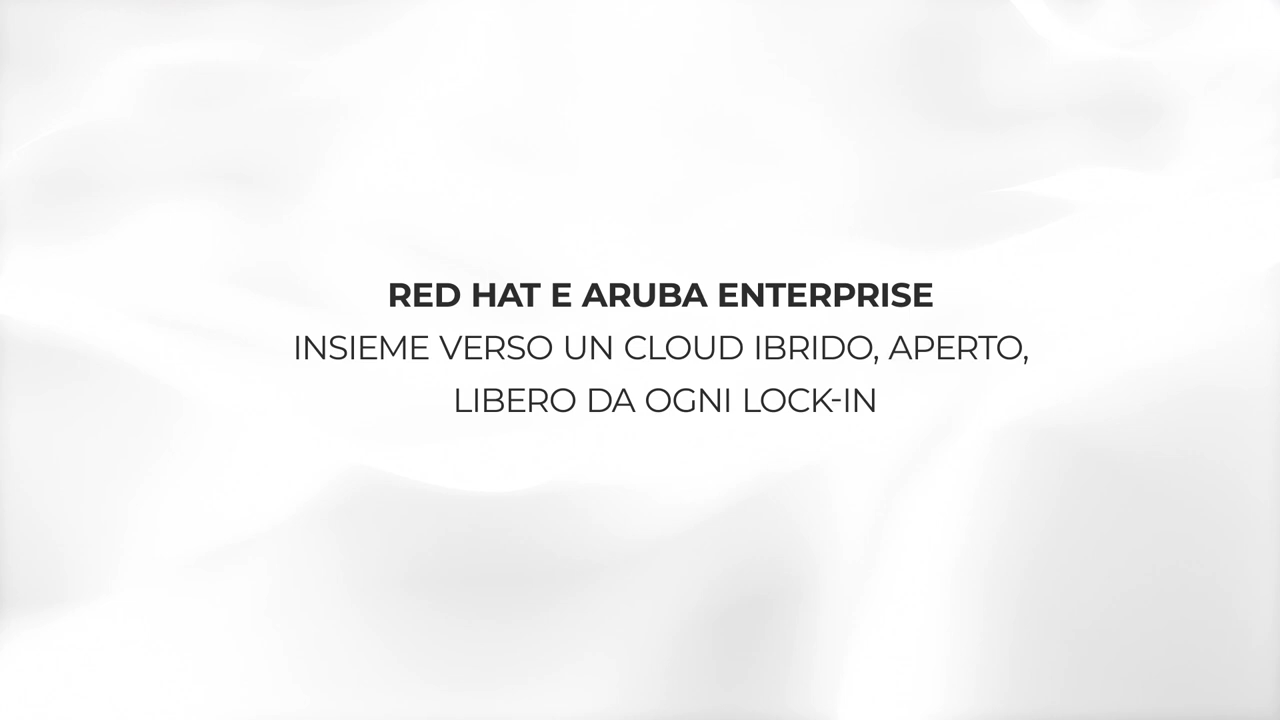 RED HAT E ARUBA ENTERPRISE
INSIEME VERSO UN CLOUD IBRIDO, APERTO,
LIBERO DA OGNI LOCK-IN